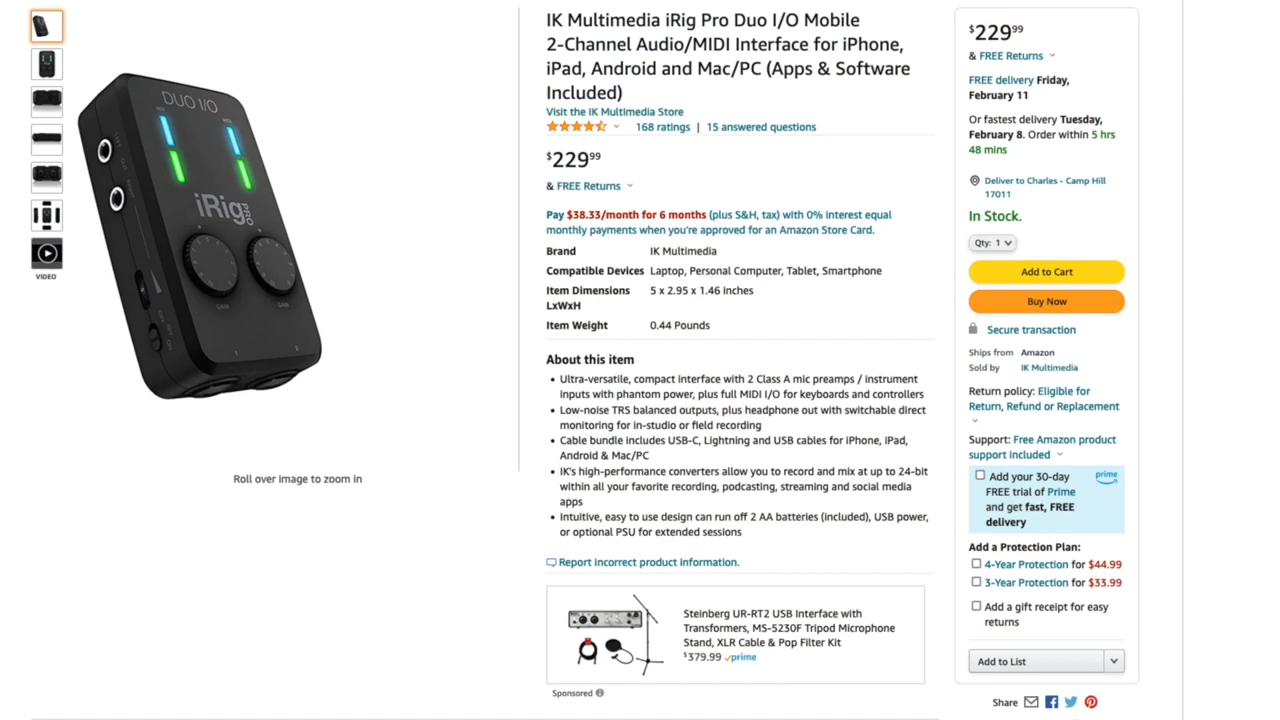 DUO I/O
iRig PRO
GAIN
GAIN
1
2
VIDEO
Roll over image to zoom in
IK Multimedia iRig Pro Duo I/O Mobile
2-Channel Audio/MIDI Interface for iPhone,
iPad, Android and Mac/PC (Apps & Software
Included)
Visit the IK Multimedia Store
168 ratings | 15 answered questions
$229.99
& FREE Returns
Pay $38.33/month for 6 months (plus S&H, tax) with 0% interest equal
monthly payments when you're approved for an Amazon Store Card.
Brand IK Multimedia
Compatible Devices Laptop, Personal Computer, Tablet, Smartphone
Item Dimensions 5 x 2.95 x 1.46 inches
LxWxH
Item Weight 0.44 Pounds
About this item
• Ultra-versatile, compact interface with 2 Class A mic preamps / instrument
inputs with phantom power, plus full MIDI I/O for keyboards and controllers
• Low-noise TRS balanced outputs, plus headphone out with switchable direct
monitoring for in-studio or field recording
• Cable bundle includes USB-C, Lightning and USB cables for iPhone, iPad,
Android & Mac/PC
• IK's high-performance converters allow you to record and mix at up to 24-bit
within all your favorite recording, podcasting, streaming and social media
apps
• Intuitive, easy to use design can run off 2 AA batteries (included), USB power,
or optional PSU for extended sessions
Report incorrect product information.
Steinberg UR-RT2 USB Interface with
Transformers, MS-5230F Tripod Microphone
Stand, XLR Cable & Pop Filter Kit
$379.99 prime
Sponsored
$229.99
& FREE Returns
FREE delivery Friday,
February 11
Or fastest delivery Tuesday,
February 8. Order within 5 hrs
48 mins
Deliver to Charles - Camp Hill
17011
In Stock.
Qty: 1
Add to Cart
Buy Now
Secure transaction
Ships from Amazon
Sold by IK Multimedia
Return policy: Eligible for
Return, Refund or Replacement
Support: Free Amazon product
support included
Add your 30-day prime
FREE trial of Prime
and get fast, FREE
delivery
Add a Protection Plan:
4-Year Protection for $44.99
3-Year Protection for $33.99
Add a gift receipt for easy
returns
Add to List
Share